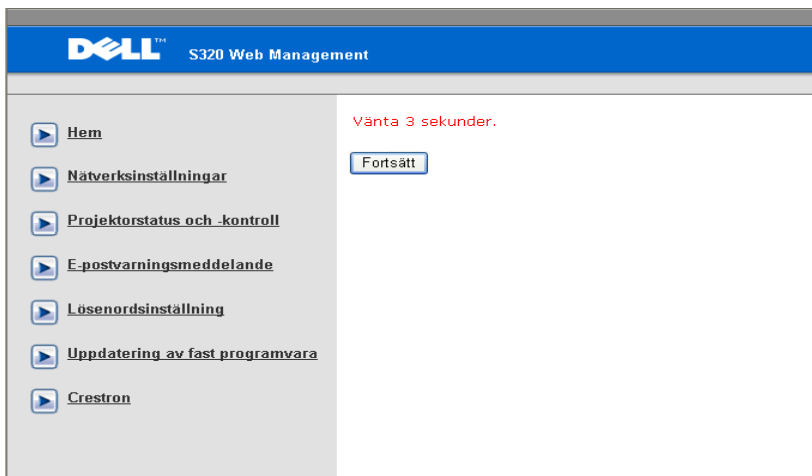 DELL™ S320 Web Management
Hem
Nätverksinställningar
Projektorstatus och -kontroll
E-postvarningsmeddelande
Lösenordsinställning
Uppdatering av fast programvara
Crestron
Vänta 3 sekunder.
Fortsätt